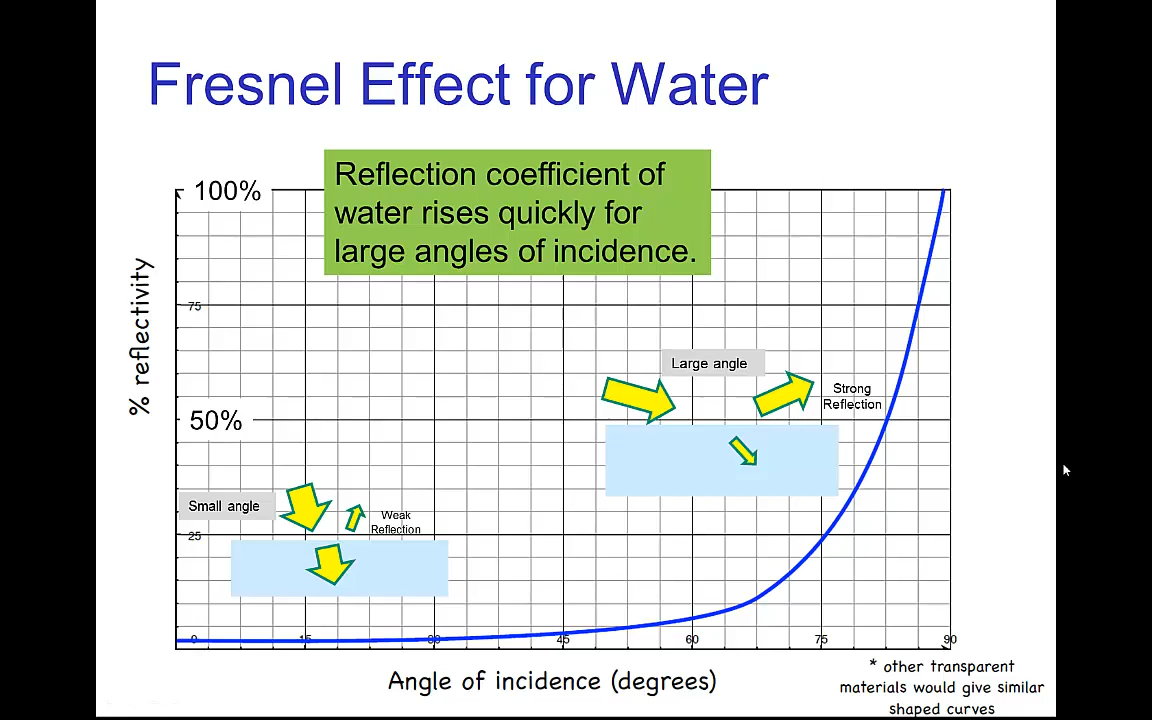 Fresnel Effect for Water
Reflection coefficient of
water rises quickly for
large angles of incidence.
100%
75
50%
25
% reflectivity
Large angle
Strong
Reflection
Small angle
Weak
Reflection
0 15 30 45 60 75 90
Angle of incidence (degrees)
* other transparent
materials would give similar
shaped curves